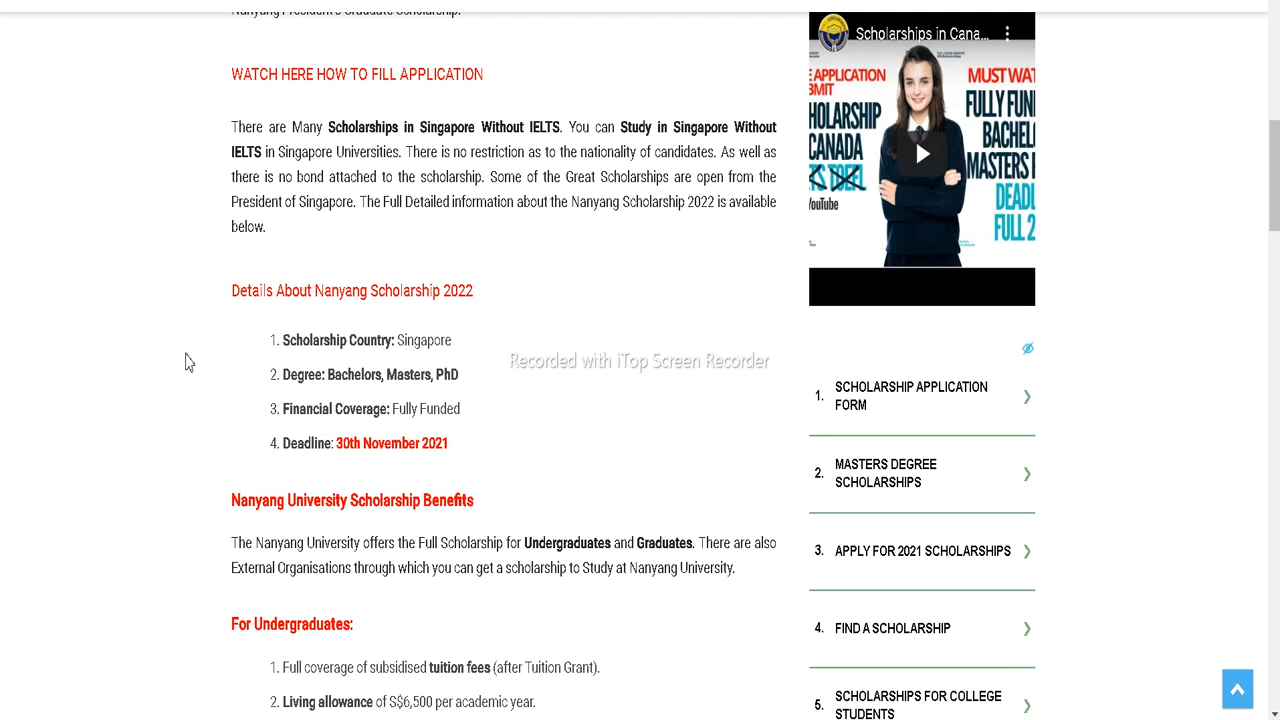 Nanyang President's Graduate Scholarship.
WATCH HERE HOW TO FILL APPLICATION
There are Many Scholarships in Singapore Without IELTS. You can Study in Singapore Without
IELTS in Singapore Universities. There is no restriction as to the nationality of candidates. As well as
there is no bond attached to the scholarship. Some of the Great Scholarships are open from the
President of Singapore. The Full Detailed information about the Nanyang Scholarship 2022 is available
below.
Details About Nanyang Scholarship 2022
1. Scholarship Country: Singapore
2. Degree: Bachelors, Masters, PhD
3. Financial Coverage: Fully Funded
4. Deadline: 30th November 2021
Nanyang University Scholarship Benefits
The Nanyang University offers the Full Scholarship for Undergraduates and Graduates. There are also
External Organisations through which you can get a scholarship to Study at Nanyang University.
For Undergraduates:
1. Full coverage of subsidised tuition fees (after Tuition Grant).
2. Living allowance of S$6,500 per academic year.
Recorded with iTop Screen Recorder
Scholarships in Cana...
E APPLICATION
MIT
HOLARSHIP
CANADA
TS TOEFL
YouTube
MUST WAT
FULLY FUN
BACHEL
MASTERS
DEADL
FULL 2
1. SCHOLARSHIP APPLICATION
FORM
2. MASTERS DEGREE
SCHOLARSHIPS
3. APPLY FOR 2021 SCHOLARSHIPS
4. FIND A SCHOLARSHIP
5. SCHOLARSHIPS FOR COLLEGE
STUDENTS